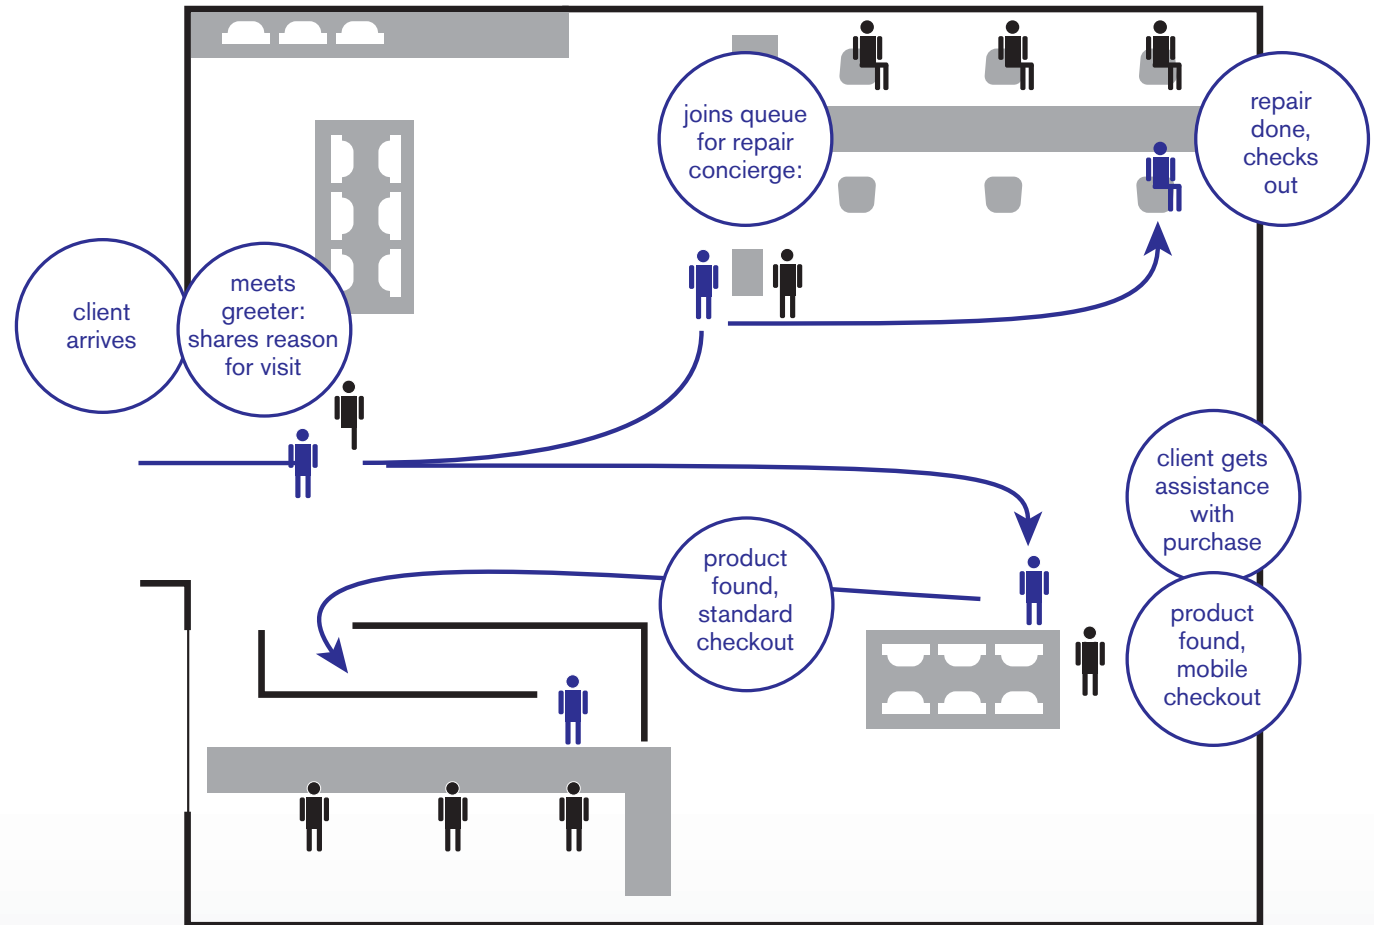 client
arrives
meets
greeter:
shares reason
for visit
joins queue
for repair
concierge:
repair
done,
checks
out
client gets
assistance
with
purchase
product
found,
standard
checkout
product
found,
mobile
checkout